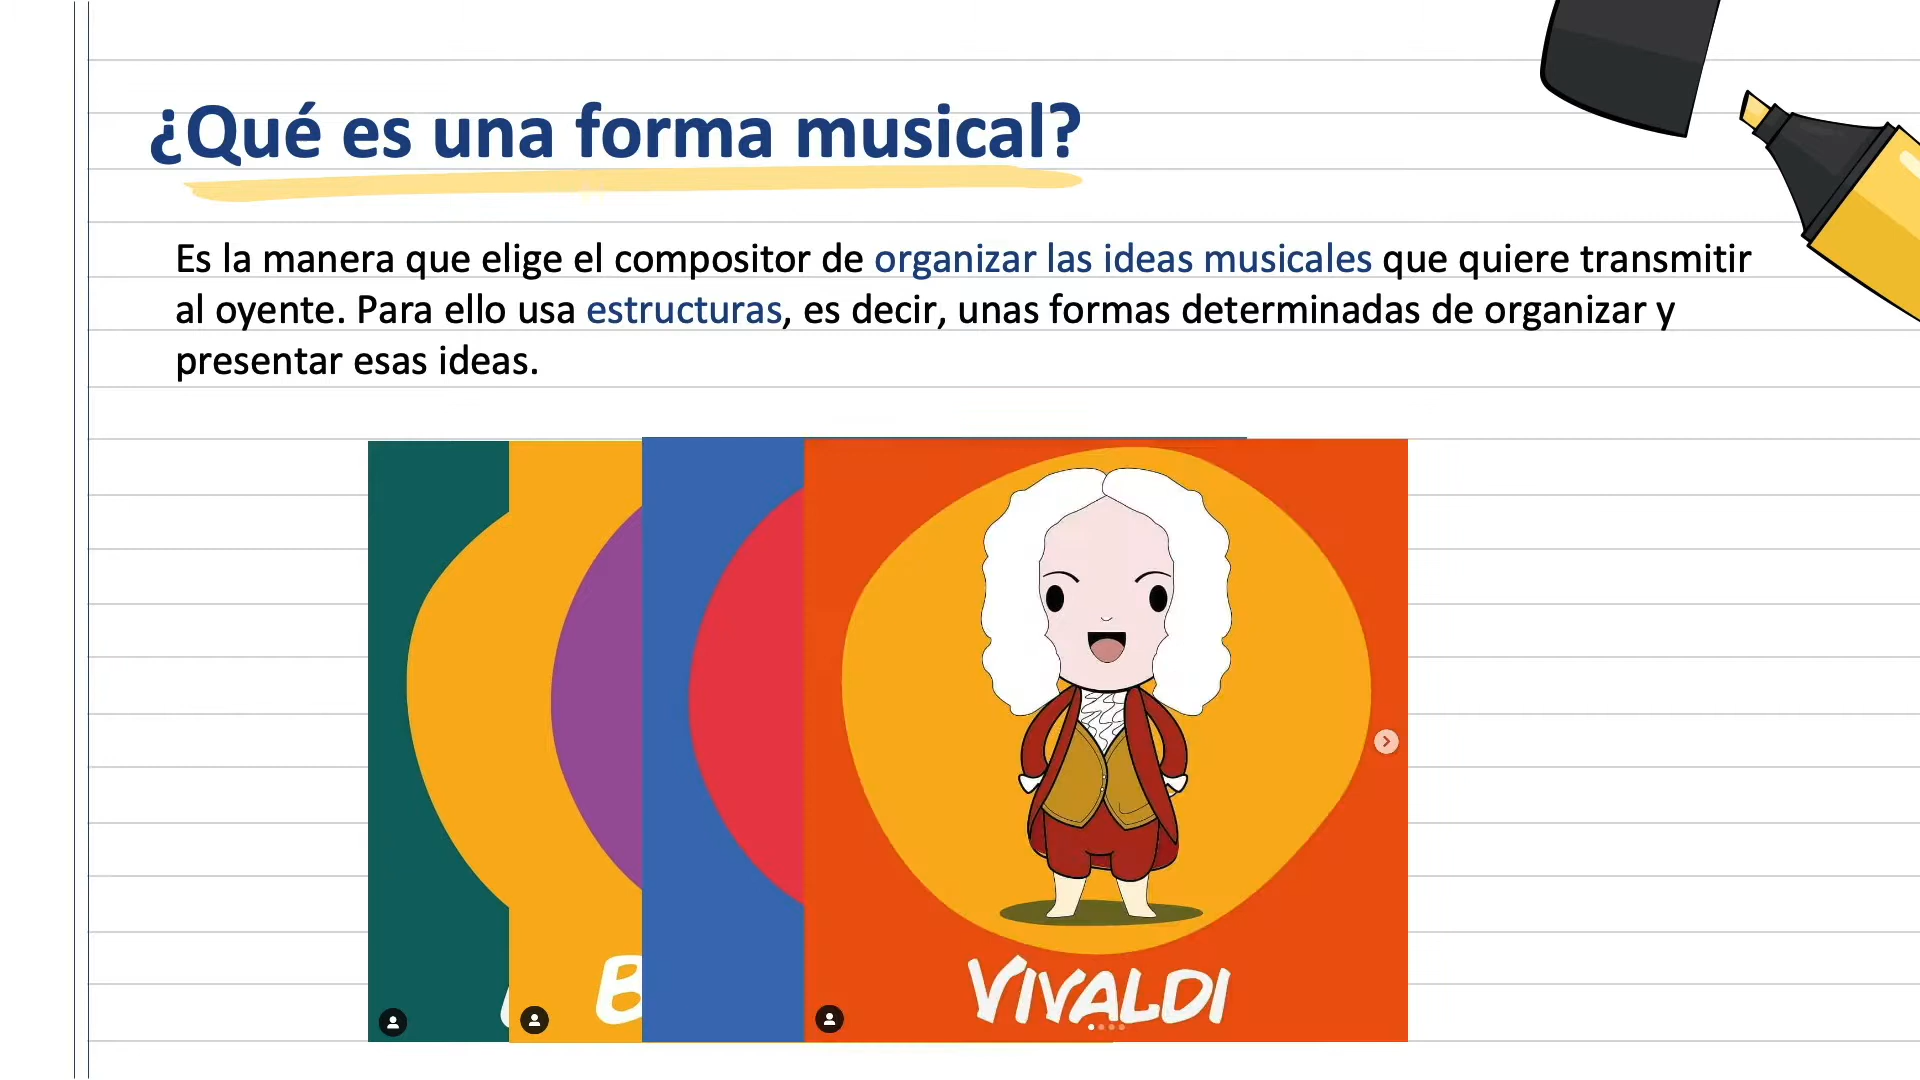 ¿Qué es una forma musical?
Es la manera que elige el compositor de organizar las ideas musicales que quiere transmitir
al oyente. Para ello usa estructuras, es decir, unas formas determinadas de organizar y
presentar esas ideas.
B
VIVALDI